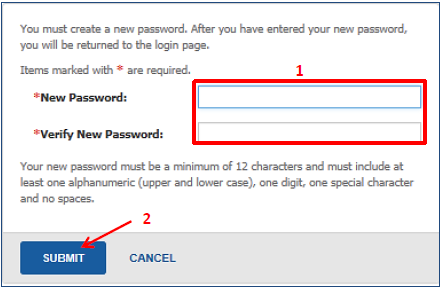 You must create a new password. After you have entered your new password,
you will be returned to the login page.
Items marked with * are required.
1
*New Password:
*Verify New Password:
Your new password must be a minimum of 12 characters and must include at
least one alphanumeric (upper and lower case), one digit, one special character
and no spaces.
2
SUBMIT CANCEL